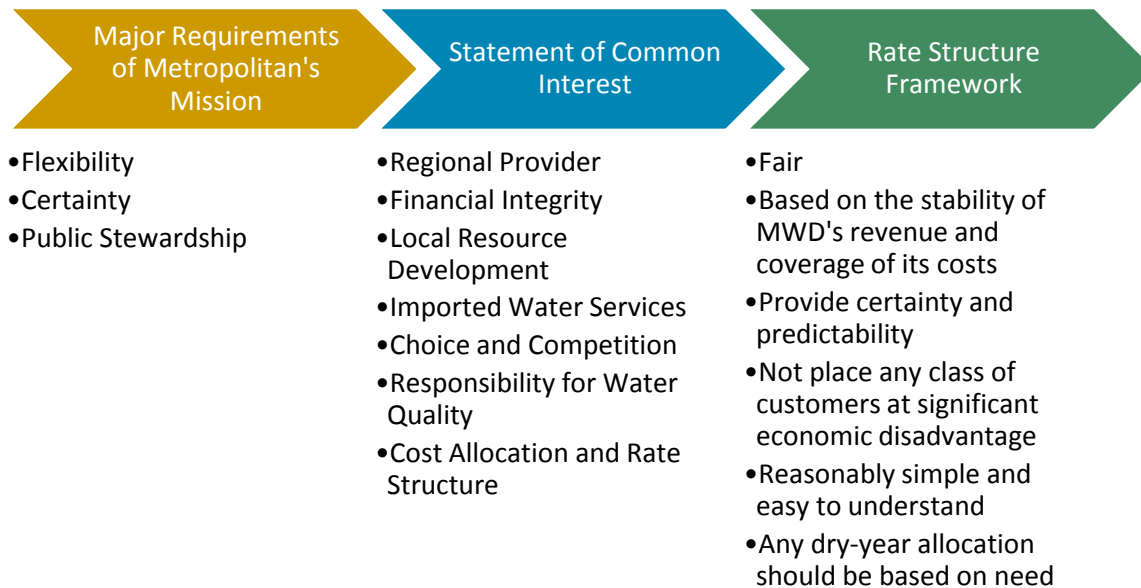 Major Requirements
of Metropolitan's
Mission
•Flexibility
•Certainty
•Public Stewardship
Statement of Common
Interest
•Regional Provider
•Financial Integrity
•Local Resource
Development
•Imported Water Services
•Choice and Competition
•Responsibility for Water
Quality
•Cost Allocation and Rate
Structure
Rate Structure
Framework
•Fair
•Based on the stability of
MWD's revenue and
coverage of its costs
•Provide certainty and
predictability
•Not place any class of
customers at significant
economic disadvantage
•Reasonably simple and
easy to understand
•Any dry-year allocation
should be based on need